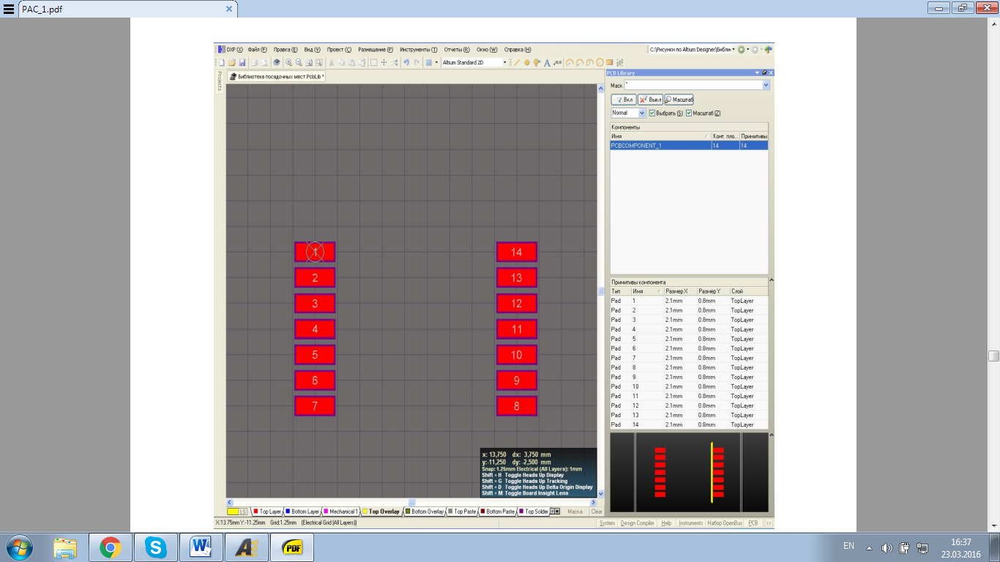 PAC_1.pdf
DXP (X) Файл (F) Правка (E) Вид (V) Проект (C) Размещение (P) Инструменты (T) Отчеты (R) Окно (W) Справка (H)
C:\Рисунки по Altium Designer\Библи
Altium Standard 2D
Projects
Библиотека посадочных мест.PcbLib *
PCB Library
Маск *
Вкл Выкл Масштаб
Normal Выбрать (S) Масштаб (Z)
Компоненты
Имя / Конт. пло... Примитивы
PCBCOMPONENT_1 14 14
1 14
2 13
3 12
4 11
5 10
6 9
7 8
Примитивы компонента
Тип Имя / Размер X Размер Y Слой
Pad 1 2.1mm 0.8mm TopLayer
Pad 2 2.1mm 0.8mm TopLayer
Pad 3 2.1mm 0.8mm TopLayer
Pad 4 2.1mm 0.8mm TopLayer
Pad 5 2.1mm 0.8mm TopLayer
Pad 6 2.1mm 0.8mm TopLayer
Pad 7 2.1mm 0.8mm TopLayer
Pad 8 2.1mm 0.8mm TopLayer
Pad 9 2.1mm 0.8mm TopLayer
Pad 10 2.1mm 0.8mm TopLayer
Pad 11 2.1mm 0.8mm TopLayer
Pad 12 2.1mm 0.8mm TopLayer
Pad 13 2.1mm 0.8mm TopLayer
Pad 14 2.1mm 0.8mm TopLayer
x: 13,750 dx: 3,750 mm
y:-11,250 dy: -2,500 mm
Snap: 1.25mm Electrical (All Layers): 1mm
Shift + H Toggle Heads Up Display
Shift + G Toggle Heads Up Tracking
Shift + D Toggle Heads Up Delta Origin Display
Shift + M Toggle Board Insight Lens
LS Top Layer Bottom Layer Mechanical 1 Top Overlay Bottom Overlay Top Paste Bottom Paste Top Solder Маска Clear
X:13.75mm Y:-11.25mm Grid:1.25mm (Electrical Grid (All Layers)) System Design Compiler Help Instruments Набор OpenBus PCB >>
PDF
EN 16:37
23.03.2016